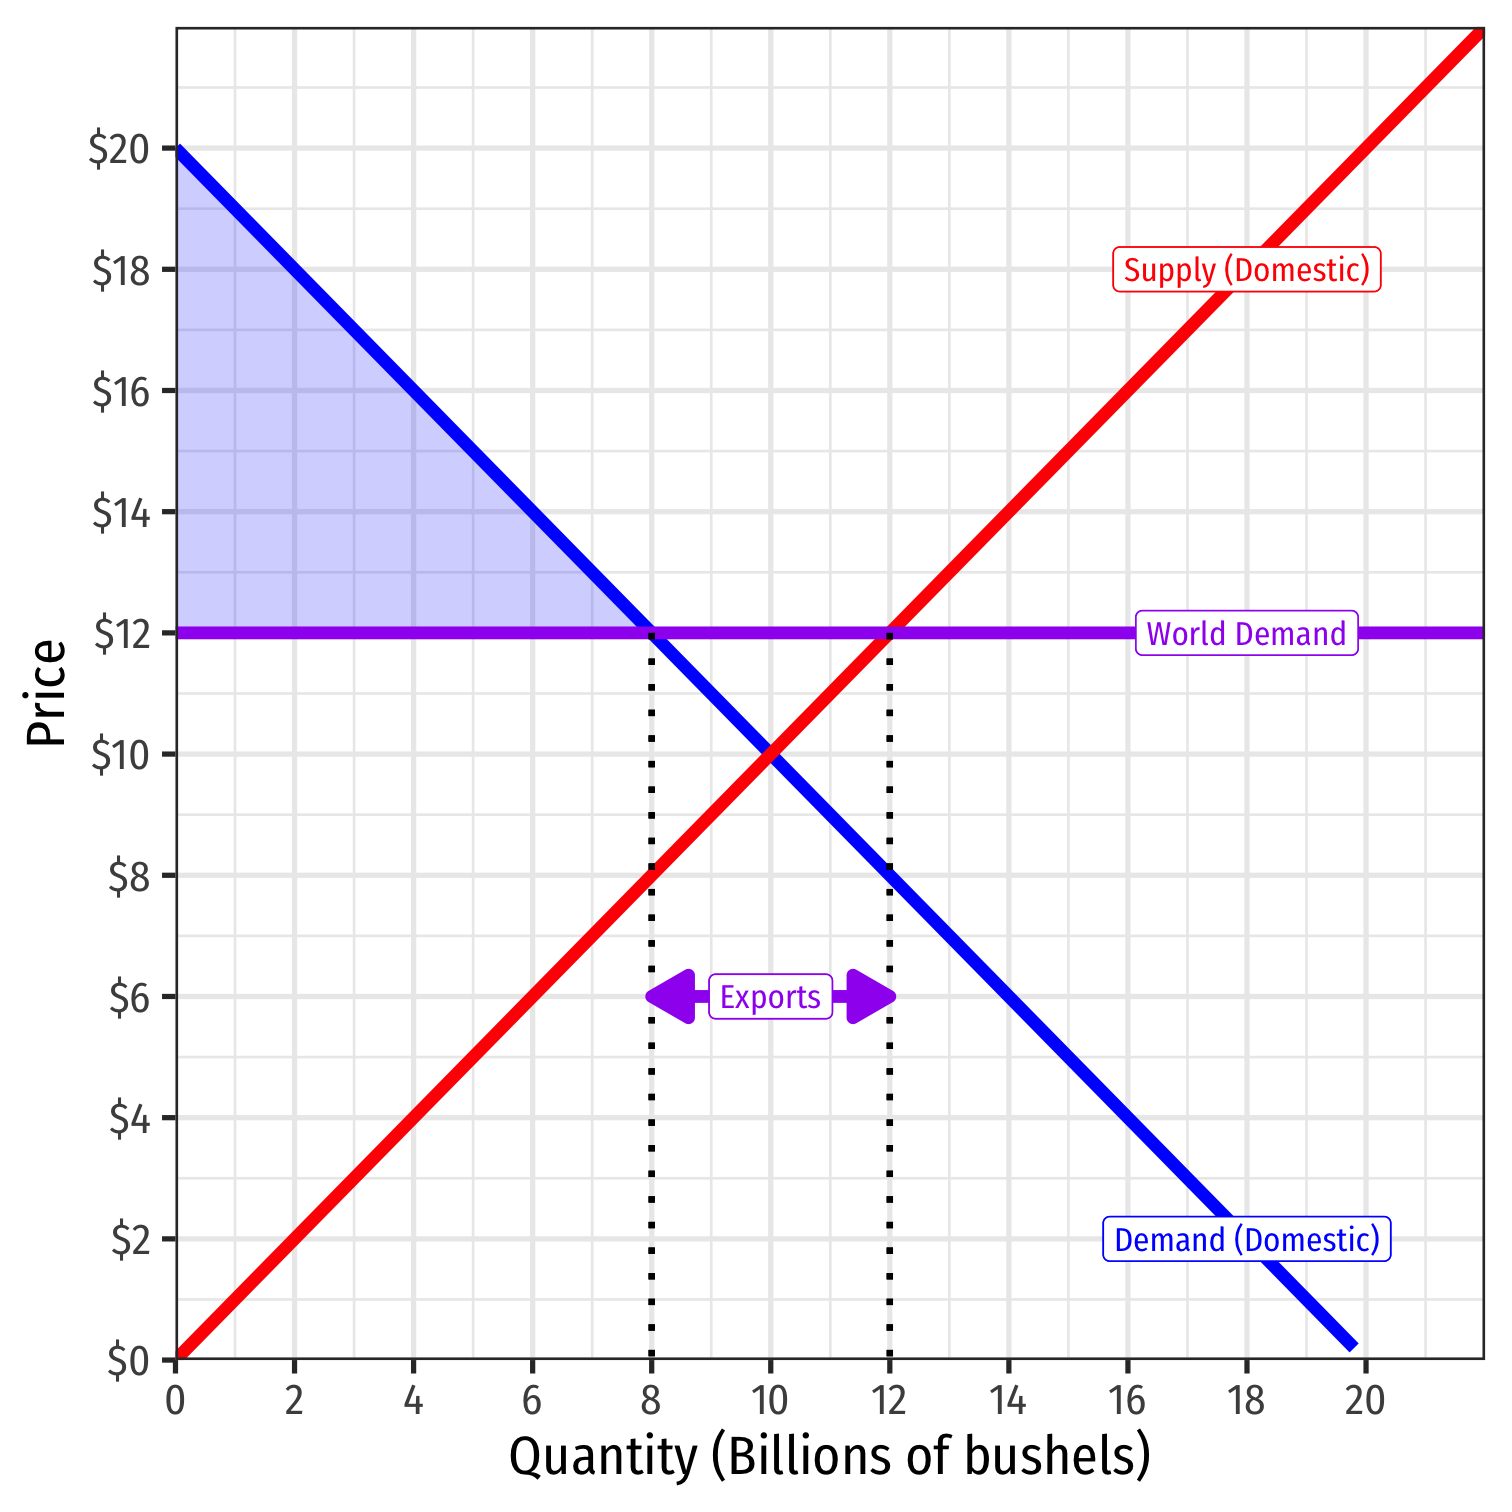 $20
$18
Supply (Domestic)
$16
$14
$12
World Demand
Price
$10
$8
$6
Exports
$4
$2
Demand (Domestic)
$0
0 2 4 6 8 10 12 14 16 18 20
Quantity (Billions of bushels)